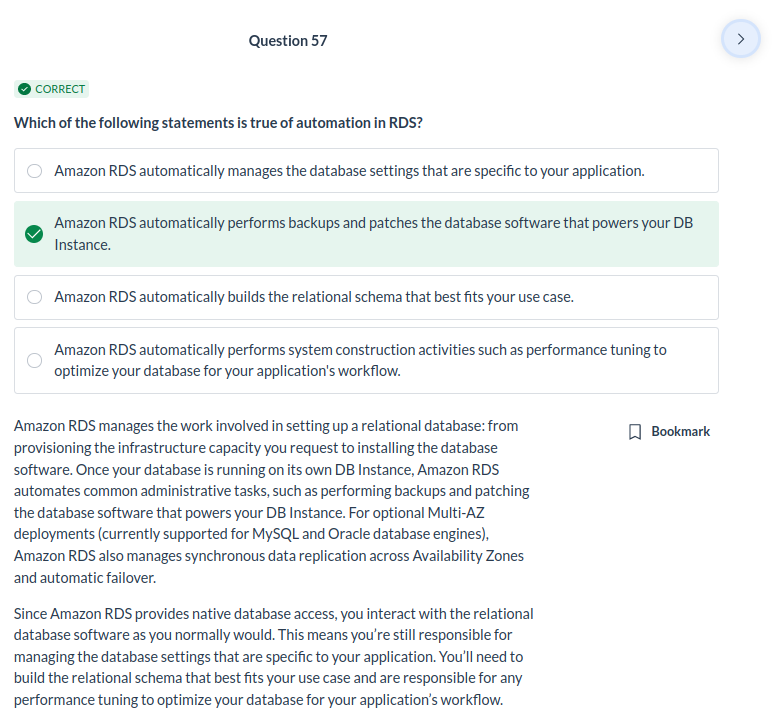 Question 57
CORRECT
Which of the following statements is true of automation in RDS?
Amazon RDS automatically manages the database settings that are specific to your application.
Amazon RDS automatically performs backups and patches the database software that powers your DB
Instance.
Amazon RDS automatically builds the relational schema that best fits your use case.
Amazon RDS automatically performs system construction activities such as performance tuning to
optimize your database for your application's workflow.
Amazon RDS manages the work involved in setting up a relational database: from
provisioning the infrastructure capacity you request to installing the database
software. Once your database is running on its own DB Instance, Amazon RDS
automates common administrative tasks, such as performing backups and patching
the database software that powers your DB Instance. For optional Multi-AZ
deployments (currently supported for MySQL and Oracle database engines),
Amazon RDS also manages synchronous data replication across Availability Zones
and automatic failover.
Bookmark
Since Amazon RDS provides native database access, you interact with the relational
database software as you normally would. This means you’re still responsible for
managing the database settings that are specific to your application. You’ll need to
build the relational schema that best fits your use case and are responsible for any
performance tuning to optimize your database for your application’s workflow.